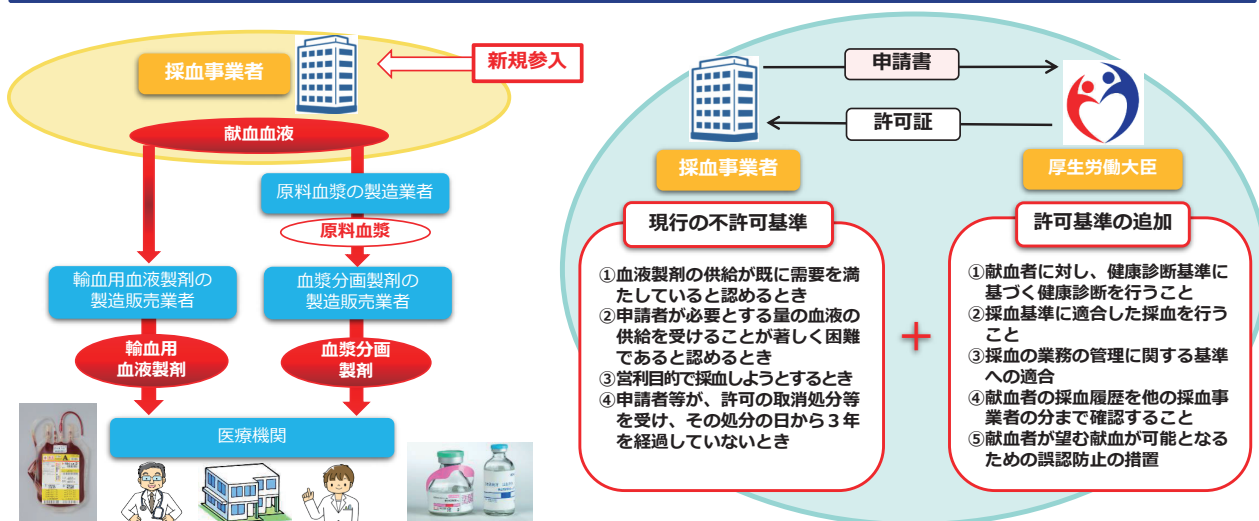 採血事業者
新規参入
献血血液
原料血漿の製造業者
原料血漿
輸血用血液製剤の
製造販売業者
血漿分画製剤の
製造販売業者
輸血用
血液製剤
血漿分画
製剤
医療機関
申請書
許可証
採血事業者
厚生労働大臣
現行の不許可基準
①血液製剤の供給が既に需要を満
たしていると認めるとき
②申請者が必要とする量の血液の
供給を受けることが著しく困難
であると認めるとき
③営利目的で採血しようとするとき
④申請者等が、許可の取消処分等
を受け、その処分の日から３年
を経過していないとき
+
許可基準の追加
①献血者に対し、健康診断基準に
基づく健康診断を行うこと
②採血基準に適合した採血を行う
こと
③採血の業務の管理に関する基準
への適合
④献血者の採血履歴を他の採血事
業者の分まで確認すること
⑤献血者が望む献血が可能となる
ための誤認防止の措置